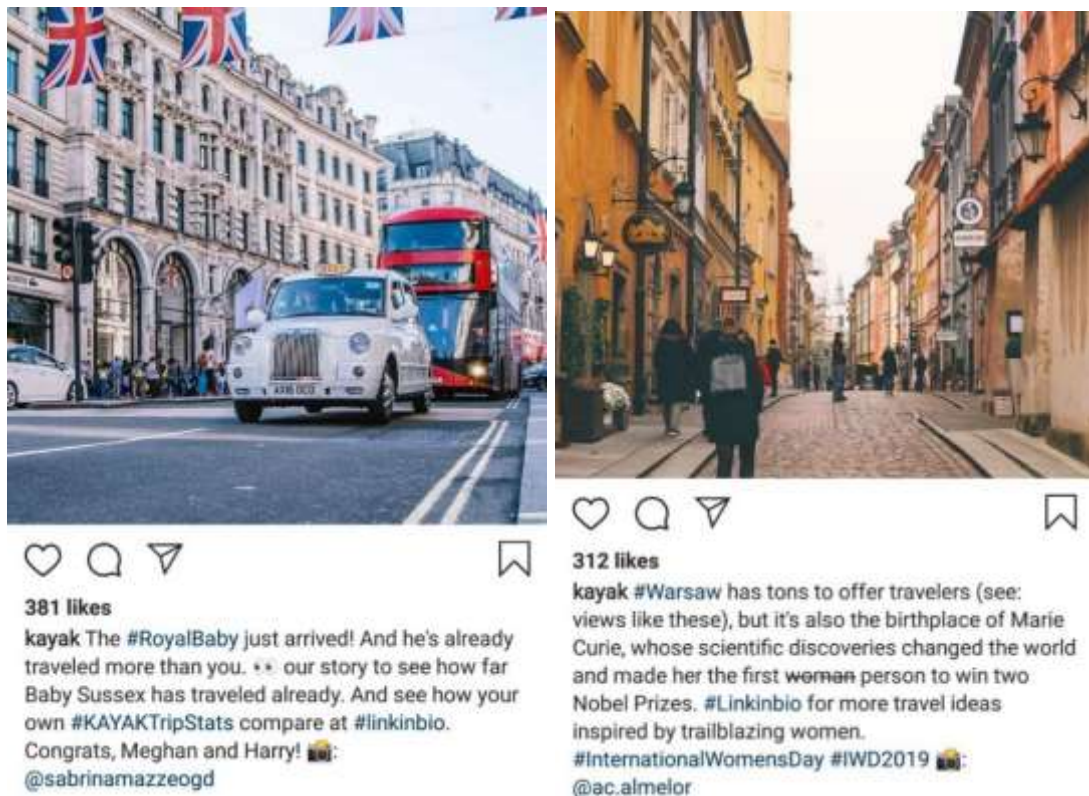 381 likes
kayak The #RoyalBaby just arrived! And he's already
traveled more than you. 👀 our story to see how far
Baby Sussex has traveled already. And see how your
own #KAYAKTripStats compare at #linkinbio.
Congrats, Meghan and Harry! 📸:
@sabrinamazzeogd
312 likes
kayak #Warsaw has tons to offer travelers (see:
views like these), but it's also the birthplace of Marie
Curie, whose scientific discoveries changed the world
and made her the first woman person to win two
Nobel Prizes. #Linkinbio for more travel ideas
inspired by trailblazing women.
#InternationalWomensDay #IWD2019 📸:
@ac.almelor